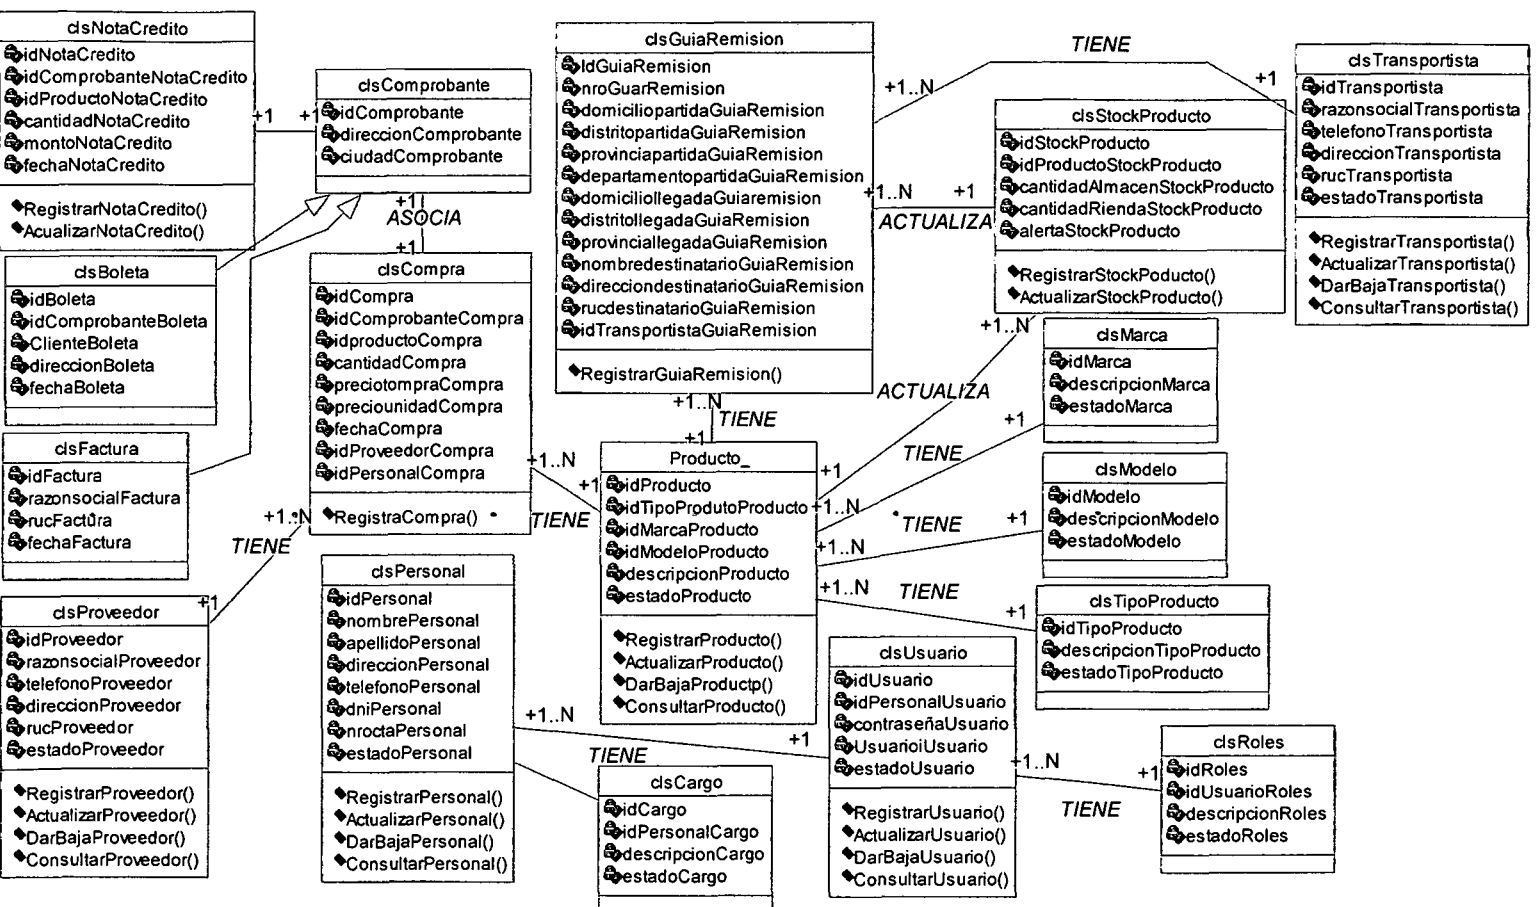 clsNotaCredito
idNotaCredito
idComprobanteNotaCredito
idProductoNotaCredito
cantidadNotaCredito
montoNotaCredito
fechaNotaCredito
RegistrarNotaCredito()
AcualizarNotaCredito()
+1
+1
clsComprobante
idComprobante
direccionComprobante
ciudadComprobante
+1
ASOCIA
+1
clsBoleta
idBoleta
idComprobanteBoleta
ClienteBoleta
direccionBoleta
fechaBoleta
clsFactura
idFactura
razonsocialFactura
rucFactura
fechaFactura
clsCompra
idCompra
idComprobanteCompra
idproductoCompra
cantidadCompra
preciotompraCompra
preciounidadCompra
fechaCompra
idProveedorCompra
idPersonalCompra
RegistraCompra()
+1..N
TIENE
+1
clsProveedor
idProveedor
razonsocialProveedor
telefonoProveedor
direccionProveedor
rucProveedor
estadoProveedor
RegistrarProveedor()
ActualizarProveedor()
DarBajaProveedor()
ConsultarProveedor()
clsGuiaRemision
IdGuiaRemision
nroGuarRemision
domiciliopartidaGuiaRemision
distritopartidaGuiaRemision
provinciapartidaGuiaRemision
departamentopartidaGuiaRemision
domiciliollegadaGuiaremision
distritollegadaGuiaRemision
provinciallegadaGuiaRemision
nombredestinatarioGuiaRemision
direcciondestinatarioGuiaRemision
rucdestinatarioGuiaRemision
idTransportistaGuiaRemision
RegistrarGuiaRemision()
+1..N
TIENE
+1
+1..N
+1
ACTUALIZA
clsTransportista
idTransportista
razonsocialTransportista
telefonoTransportista
direccionTransportista
rucTransportista
estadoTransportista
RegistrarTransportista()
ActualizarTransportista()
DarBajaTransportista()
ConsultarTransportista()
clsStockProducto
idStockProducto
idProductoStockProducto
cantidadAlmacenStockProducto
cantidadRiendaStockProducto
alertaStockProducto
RegistrarStockPoducto()
ActualizarStockProducto()
+1..N
ACTUALIZA
+1
+1..N
TIENE
+1
+1..N
+1
TIENE
Producto_
idProducto
idTipoProdutoProducto
idMarcaProducto
idModeloProducto
descripcionProducto
estadoProducto
RegistrarProducto()
ActualizarProducto()
DarBajaProductp()
ConsultarProducto()
clsMarca
idMarca
descripcionMarca
estadoMarca
+1
TIENE
+1..N
clsModelo
idModelo
descripcionModelo
estadoModelo
+1
TIENE
+1..N
clsTipoProducto
idTipoProducto
descripcionTipoProducto
estadoTipoProducto
+1
TIENE
+1..N
clsPersonal
idPersonal
nombrePersonal
apellidoPersonal
direccionPersonal
telefonoPersonal
dniPersonal
nroctaPersonal
estadoPersonal
RegistrarPersonal()
ActualizarPersonal()
DarBajaPersonal()
ConsultarPersonal()
+1..N
TIENE
+1
clsCargo
idCargo
idPersonalCargo
descripcionCargo
estadoCargo
clsUsuario
idUsuario
idPersonalUsuario
contraseñaUsuario
UsuarioiUsuario
estadoUsuario
RegistrarUsuario()
ActualizarUsuario()
DarBajaUsuario()
ConsultarUsuario()
+1..N
TIENE
+1
clsRoles
idRoles
idUsuarioRoles
descripcionRoles
estadoRoles